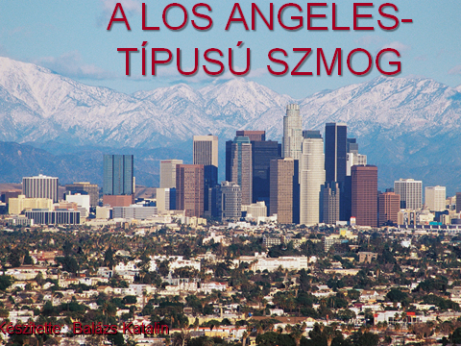 A LOS ANGELES-
TÍPUSÚ SZMOG
Készítette: Balázs Katalin